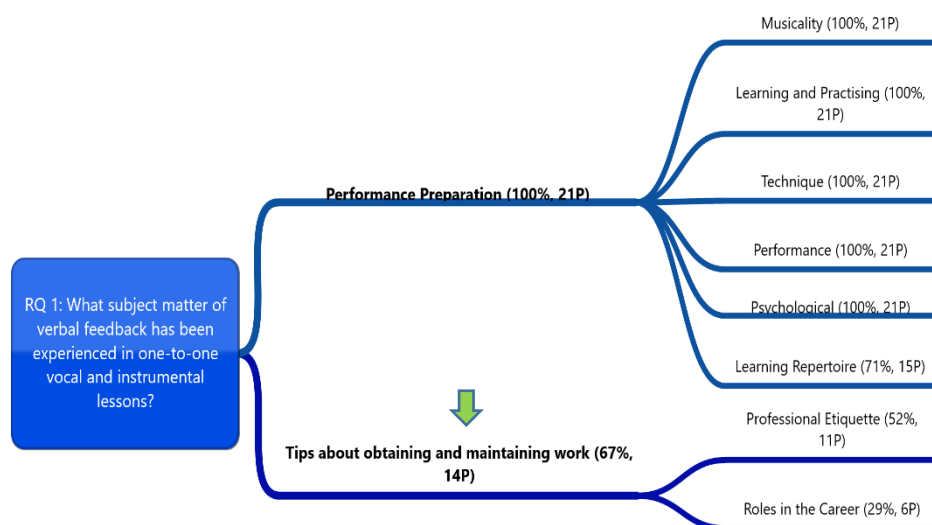 RQ 1: What subject matter of
verbal feedback has been
experienced in one-to-one
vocal and instrumental
lessons?
Performance Preparation (100%, 21P)
Musicality (100%, 21P)
Learning and Practising (100%,
21P)
Technique (100%, 21P)
Performance (100%, 21P)
Psychological (100%, 21P)
Learning Repertoire (71%, 15P)
Tips about obtaining and maintaining work (67%,
14P)
Professional Etiquette (52%,
11P)
Roles in the Career (29%, 6P)